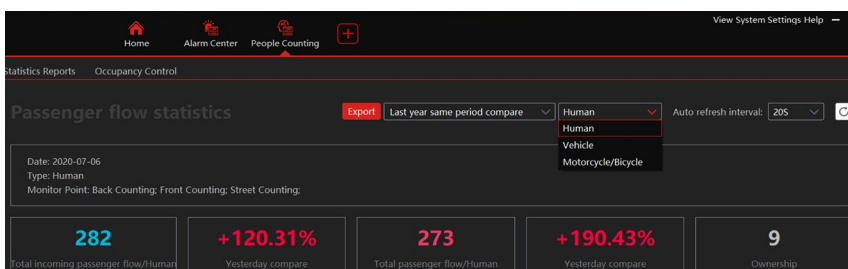 View System Settings Help
Home Alarm Center People Counting
Statistics Reports Occupancy Control
Passenger flow statistics Export Last year same period compare Human Auto refresh interval: 20S
Human
Vehicle
Motorcycle/Bicycle
Date: 2020-07-06
Type: Human
Monitor Point: Back Counting; Front Counting; Street Counting;
282 +120.31% 273 +190.43% 9
Total incoming passenger flow/Human Yesterday compare Total passenger flow/Human Yesterday compare Ownership